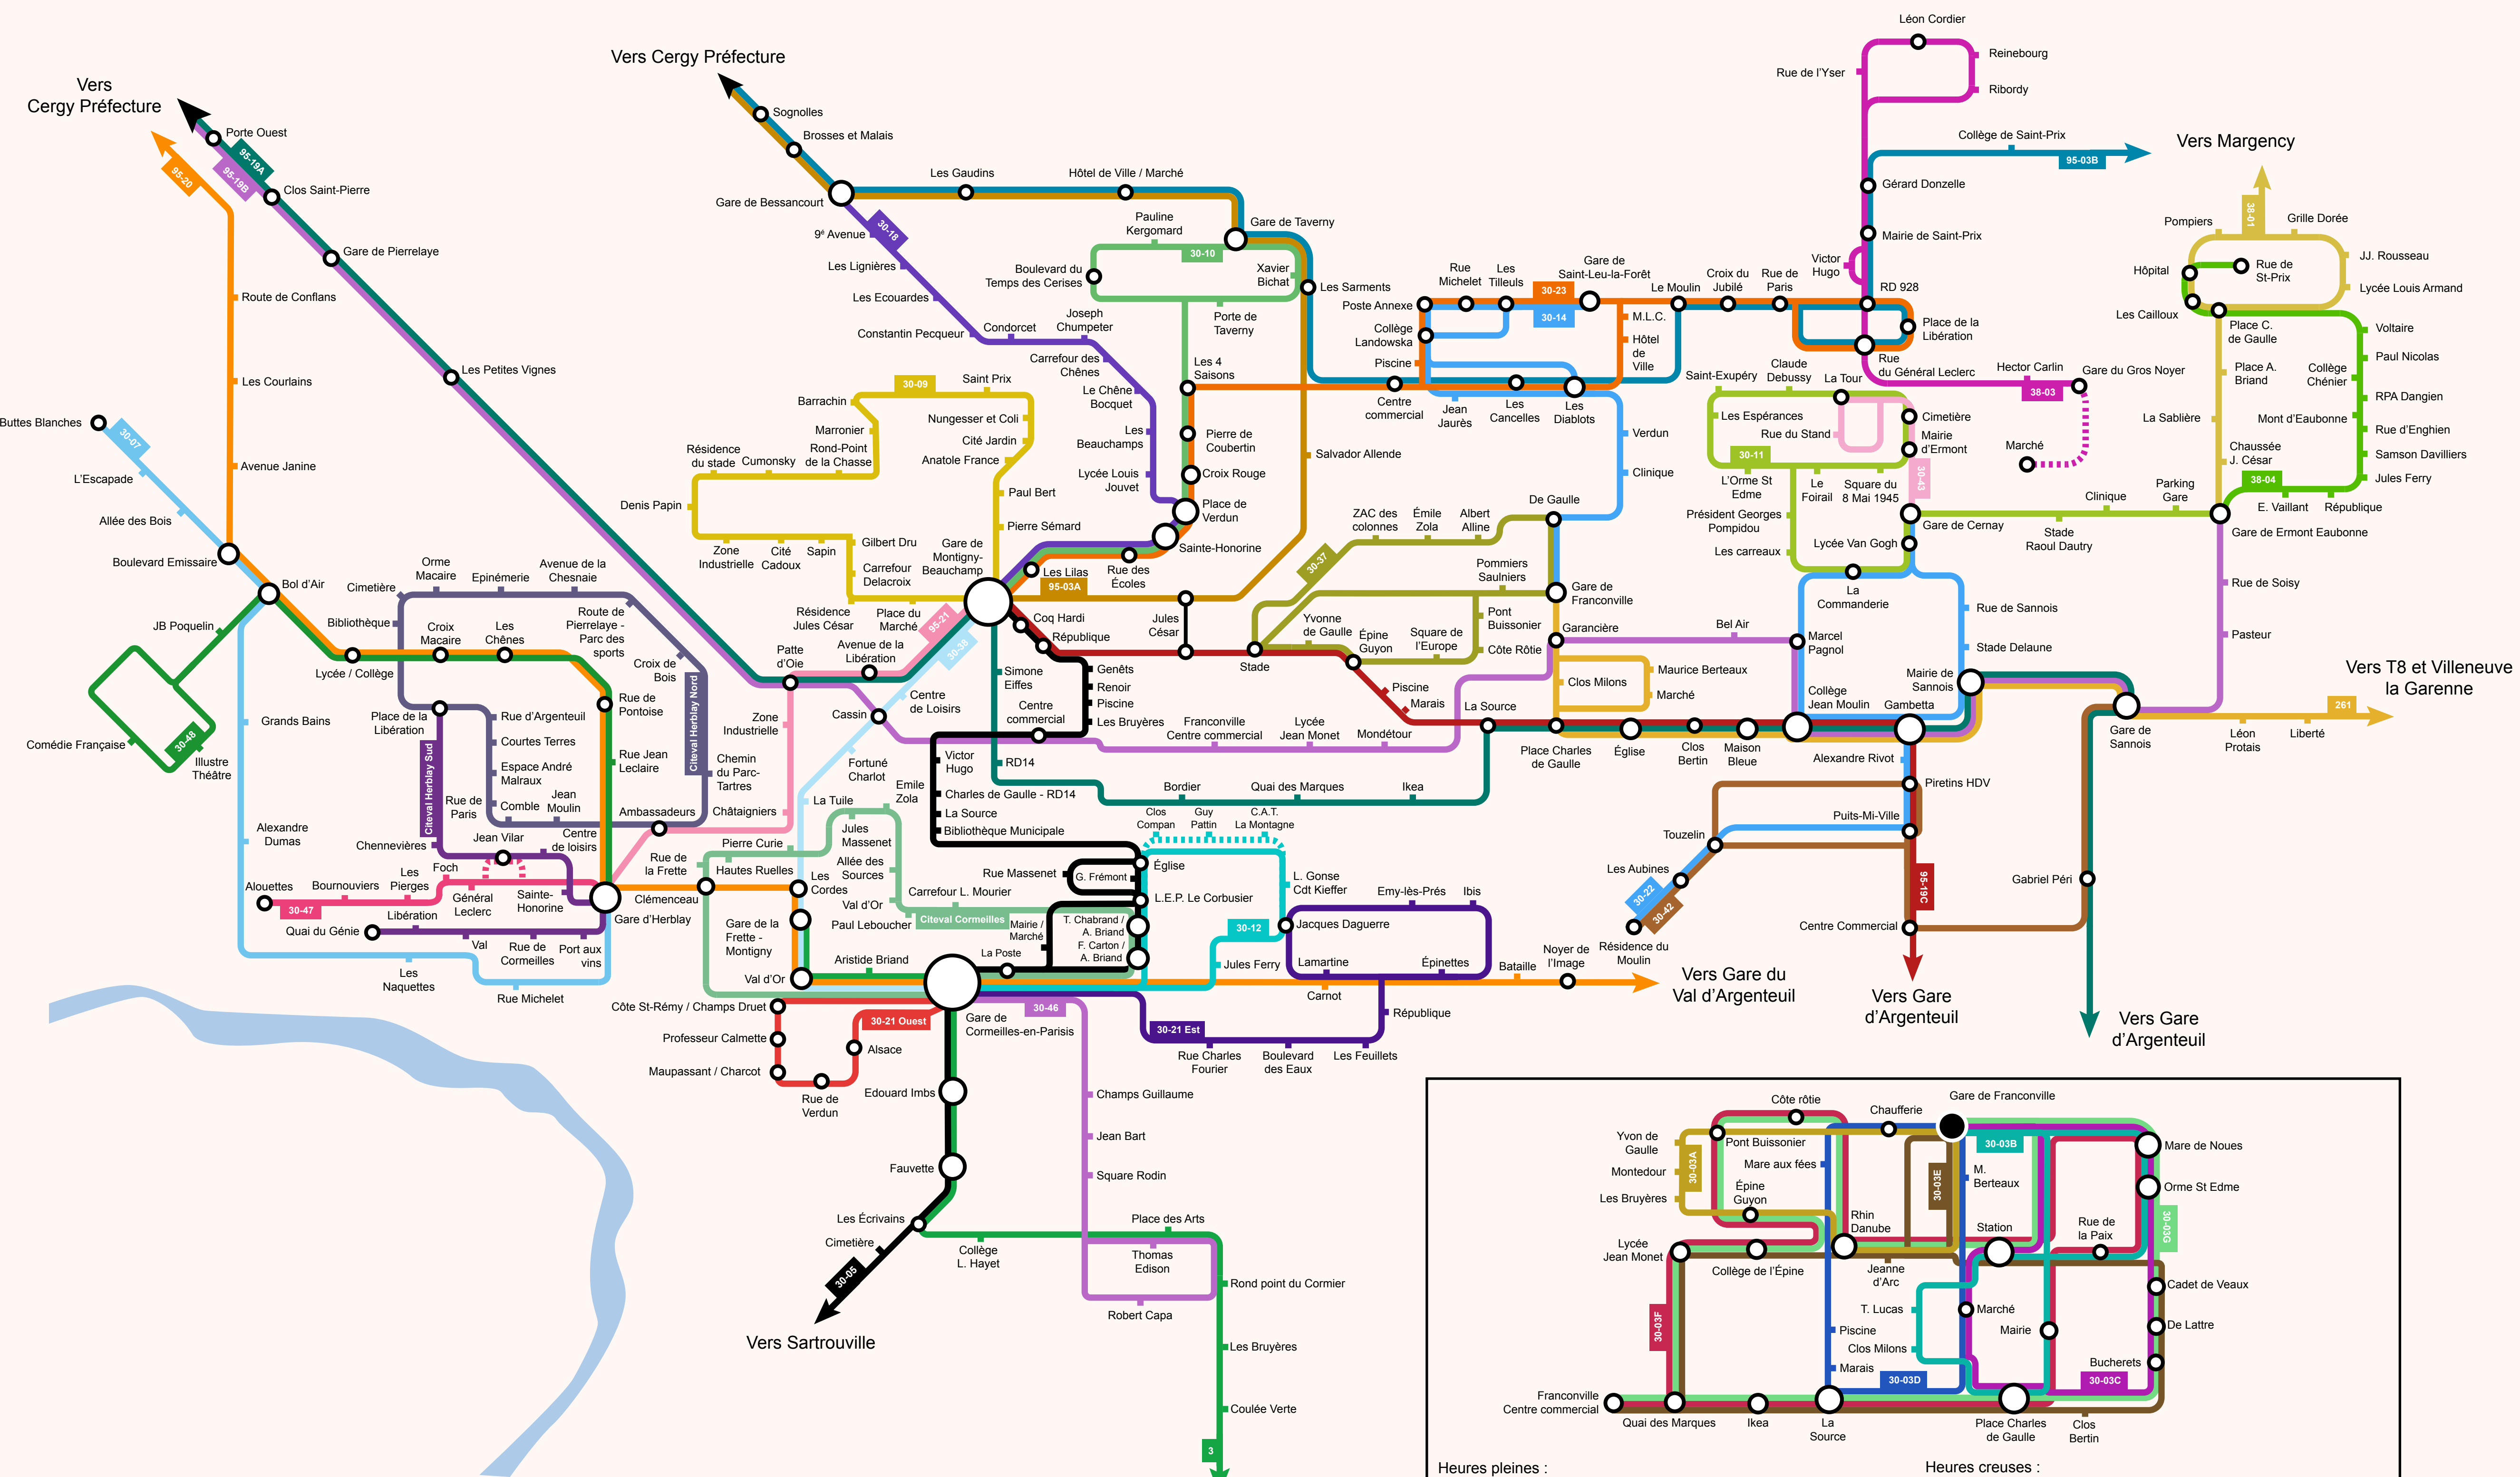 Vers Cergy Préfecture
Vers
Cergy Préfecture
Porte Ouest
95-19A
95-19B
95-20
Clos Saint-Pierre
Gare de Pierrelaye
Les Petites Vignes
Route de Conflans
Les Courlains
Avenue Janine
Buttes Blanches
30-07
L'Escapade
Allée des Bois
Boulevard Emissaire
Bol d'Air
JB Poquelin
Comédie Française
30-48
Illustre
Théâtre
Grands Bains
Alexandre
Dumas
Lycée / Collège
Croix
Macaire
Les
Chênes
Cimetière
Orme
Macaire
Epinémerie
Avenue de la
Chesnaie
Bibliothèque
Route de
Pierrelaye -
Parc des
sports
Croix de
Bois
Citeval Herblay Nord
Rue de
Pontoise
Rue Jean
Leclaire
Place de la
Libération
Citeval Herblay Sud
Rue d'Argenteuil
Courtes Terres
Espace André
Malraux
Rue de
Paris
Comble
Jean
Moulin
Chemin
du Parc-
Tartres
Ambassadeurs
Jean Vilar
Centre
de loisirs
Chennevières
Foch
Les
Pierges
Bournouviers
Alouettes
30-47
Général
Leclerc
Sainte-
Honorine
Gare d'Herblay
Quai du Génie
Libération
Val
Rue de
Cormeilles
Port aux
vins
Les
Naquettes
Rue Michelet
Sognolles
Brosses et Malais
Gare de Bessancourt
Les Gaudins
Hôtel de Ville / Marché
Gare de Taverny
30-18
9é Avenue
Les Lignières
Les Ecouardes
Constantin Pecqueur
Condorcet
Joseph
Chumpeter
Carrefour des
Chênes
Le Chêne
Bocquet
Les
Beauchamps
Lycée Louis
Jouvet
Pauline
Kergomard
30-10
Boulevard du
Temps des Cerises
Xavier
Bichat
Porte de
Taverny
Les Sarments
Les 4
Saisons
Pierre de
Coubertin
Croix Rouge
Place de
Verdun
Sainte-Honorine
Salvador Allende
Rue des
Écoles
Les Lilas
Gare de
Montigny-
Beauchamp
30-09
Saint Prix
Barrachin
Nungesser et Coli
Marronier
Cité Jardin
Rond-Point
de la Chasse
Anatole France
Résidence
du stade
Cumonsky
Paul Bert
Denis Papin
Pierre Sémard
Zone
Industrielle
Cité
Cadoux
Sapin
Gilbert Dru
Carrefour
Delacroix
Résidence
Jules César
Place du
Marché
95-03A
95-21
30-38
Avenue de la
Libération
Patte
d'Oie
Coq Hardi
République
Jules
César
Simone
Eiffes
Genêts
Renoir
Piscine
Les Bruyères
Centre
commercial
Centre
de Loisirs
Cassin
Zone
Industrielle
Fortuné
Charlot
Victor
Hugo
RD14
Charles de Gaulle - RD14
La Source
Bibliothèque Municipale
Emile
Zola
La Tuile
Châtaigniers
Jules
Massenet
Pierre Curie
Rue de
la Frette
Hautes Ruelles
Allée des
Sources
Les
Cordes
Clémenceau
Val d'Or
Carrefour L. Mourier
Paul Leboucher
Citeval Cormeilles
Gare de la
Frette -
Montigny
Val d'Or
Aristide Briand
La Poste
Mairie /
Marché
T. Chabrand /
A. Briand
F. Carton /
A. Briand
Rue Massenet
G. Frémont
Église
L.E.P. Le Corbusier
Clos
Compan
Guy
Pattin
C.A.T.
La Montagne
L. Gonse
Cdt Kieffer
30-12
Jules Ferry
Jacques Daguerre
Emy-lès-Prés
Ibis
Lamartine
Épinettes
Carnot
Bataille
Noyer de
l'Image
Vers Gare du
Val d'Argenteuil
République
30-21 Est
Rue Charles
Fourier
Boulevard
des Eaux
Les Feuillets
Côte St-Rémy / Champs Druet
30-21 Ouest
Professeur Calmette
Alsace
Maupassant / Charcot
Rue de
Verdun
Gare de
Cormeilles-en-Parisis
30-46
Edouard Imbs
Fauvette
Champs Guillaume
Jean Bart
Square Rodin
Les Écrivains
Cimetière
30-05
Vers Sartrouville
Collège
L. Hayet
Place des Arts
Thomas
Edison
Robert Capa
Rond point du Cormier
Les Bruyères
Coulée Verte
3
Poste Annexe
Rue
Michelet
Les
Tilleuls
30-23
30-14
Gare de
Saint-Leu-la-Forêt
Le Moulin
Croix du
Jubilé
Rue de
Paris
RD 928
Collège
Landowska
Piscine
M.L.C.
Hôtel
de
Ville
Centre
commercial
Jean
Jaurès
Les
Cancelles
Les
Diablots
Verdun
Clinique
De Gaulle
ZAC des
colonnes
Émile
Zola
Albert
Alline
30-37
Pommiers
Saulniers
Gare de
Franconville
Pont
Buissonier
Côte Rôtie
Garancière
Stade
Yvonne
de Gaulle
Épine
Guyon
Square de
l'Europe
Clos Milons
Maurice Berteaux
Marché
Bel Air
Marcel
Pagnol
Piscine
Marais
La Source
Franconville
Centre commercial
Lycée
Jean Monet
Mondétour
Bordier
Quai des Marques
Ikea
Place Charles
de Gaulle
Église
Clos
Bertin
Maison
Bleue
Collège
Jean Moulin
Gambetta
Mairie de
Sannois
Alexandre Rivot
Piretins HDV
Puits-Mi-Ville
Touzelin
Les Aubines
30-22
30-42
Résidence du
Moulin
Centre Commercial
95-19C
Vers Gare
d'Argenteuil
Gabriel Péri
Vers Gare
d'Argenteuil
Gare de
Sannois
Léon
Protais
Liberté
261
Vers T8 et Villeneuve
la Garenne
Léon Cordier
Rue de l'Yser
Reinebourg
Ribordy
Collège de Saint-Prix
95-03B
Vers Margency
Gérard Donzelle
Mairie de Saint-Prix
Victor
Hugo
Place de la
Libération
Rue
du Général Leclerc
Hector Carlin
38-03
Gare du Gros Noyer
Marché
Saint-Exupéry
Claude
Debussy
La Tour
Les Espérances
Rue du Stand
Cimetière
Mairie
d'Ermont
30-11
30-43
L'Orme St
Edme
Le
Foirail
Square du
8 Mai 1945
Président Georges
Pompidou
Les carreaux
Gare de Cernay
Lycée Van Gogh
La
Commanderie
Rue de Sannois
Stade Delaune
Stade
Raoul Dautry
Clinique
Parking
Gare
Gare de Ermont Eaubonne
Rue de Soisy
Pasteur
38-01
Pompiers
Grille Dorée
JJ. Rousseau
Lycée Louis Armand
Hôpital
Rue de
St-Prix
Les Cailloux
Place C.
de Gaulle
Place A.
Briand
La Sablière
Chaussée
J. César
38-04
E. Vaillant
République
Voltaire
Paul Nicolas
Collège
Chénier
RPA Dangien
Mont d'Eaubonne
Rue d'Enghien
Samson Davilliers
Jules Ferry
Gare de Franconville
Côte rôtie
Chaufferie
Yvon de
Gaulle
Pont Buissonier
30-03A
30-03B
Mare de Noues
Montedour
Mare aux fées
30-03E
M.
Berteaux
Les Bruyères
Épine
Guyon
Orme St Edme
30-03G
Rhin
Danube
Station
Rue de
la Paix
Lycée
Jean Monet
Collège de l'Épine
Jeanne
d'Arc
Cadet de Veaux
T. Lucas
Marché
30-03F
Piscine
Mairie
De Lattre
Clos Milons
Marais
Bucherets
30-03D
30-03C
Franconville
Centre commercial
Quai des Marques
Ikea
La
Source
Place Charles
de Gaulle
Clos
Bertin
Heures pleines :
Heures creuses :